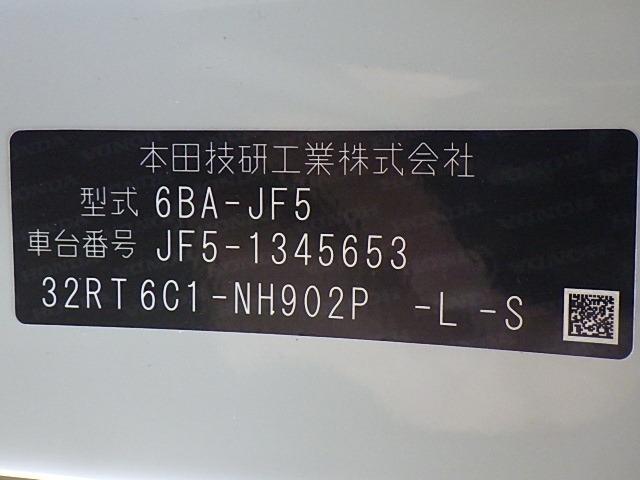 本田技研工業株式会社
型式 6BA-JF5
車台番号 JF5-1345653
32RT6C1-NH902P -L -S